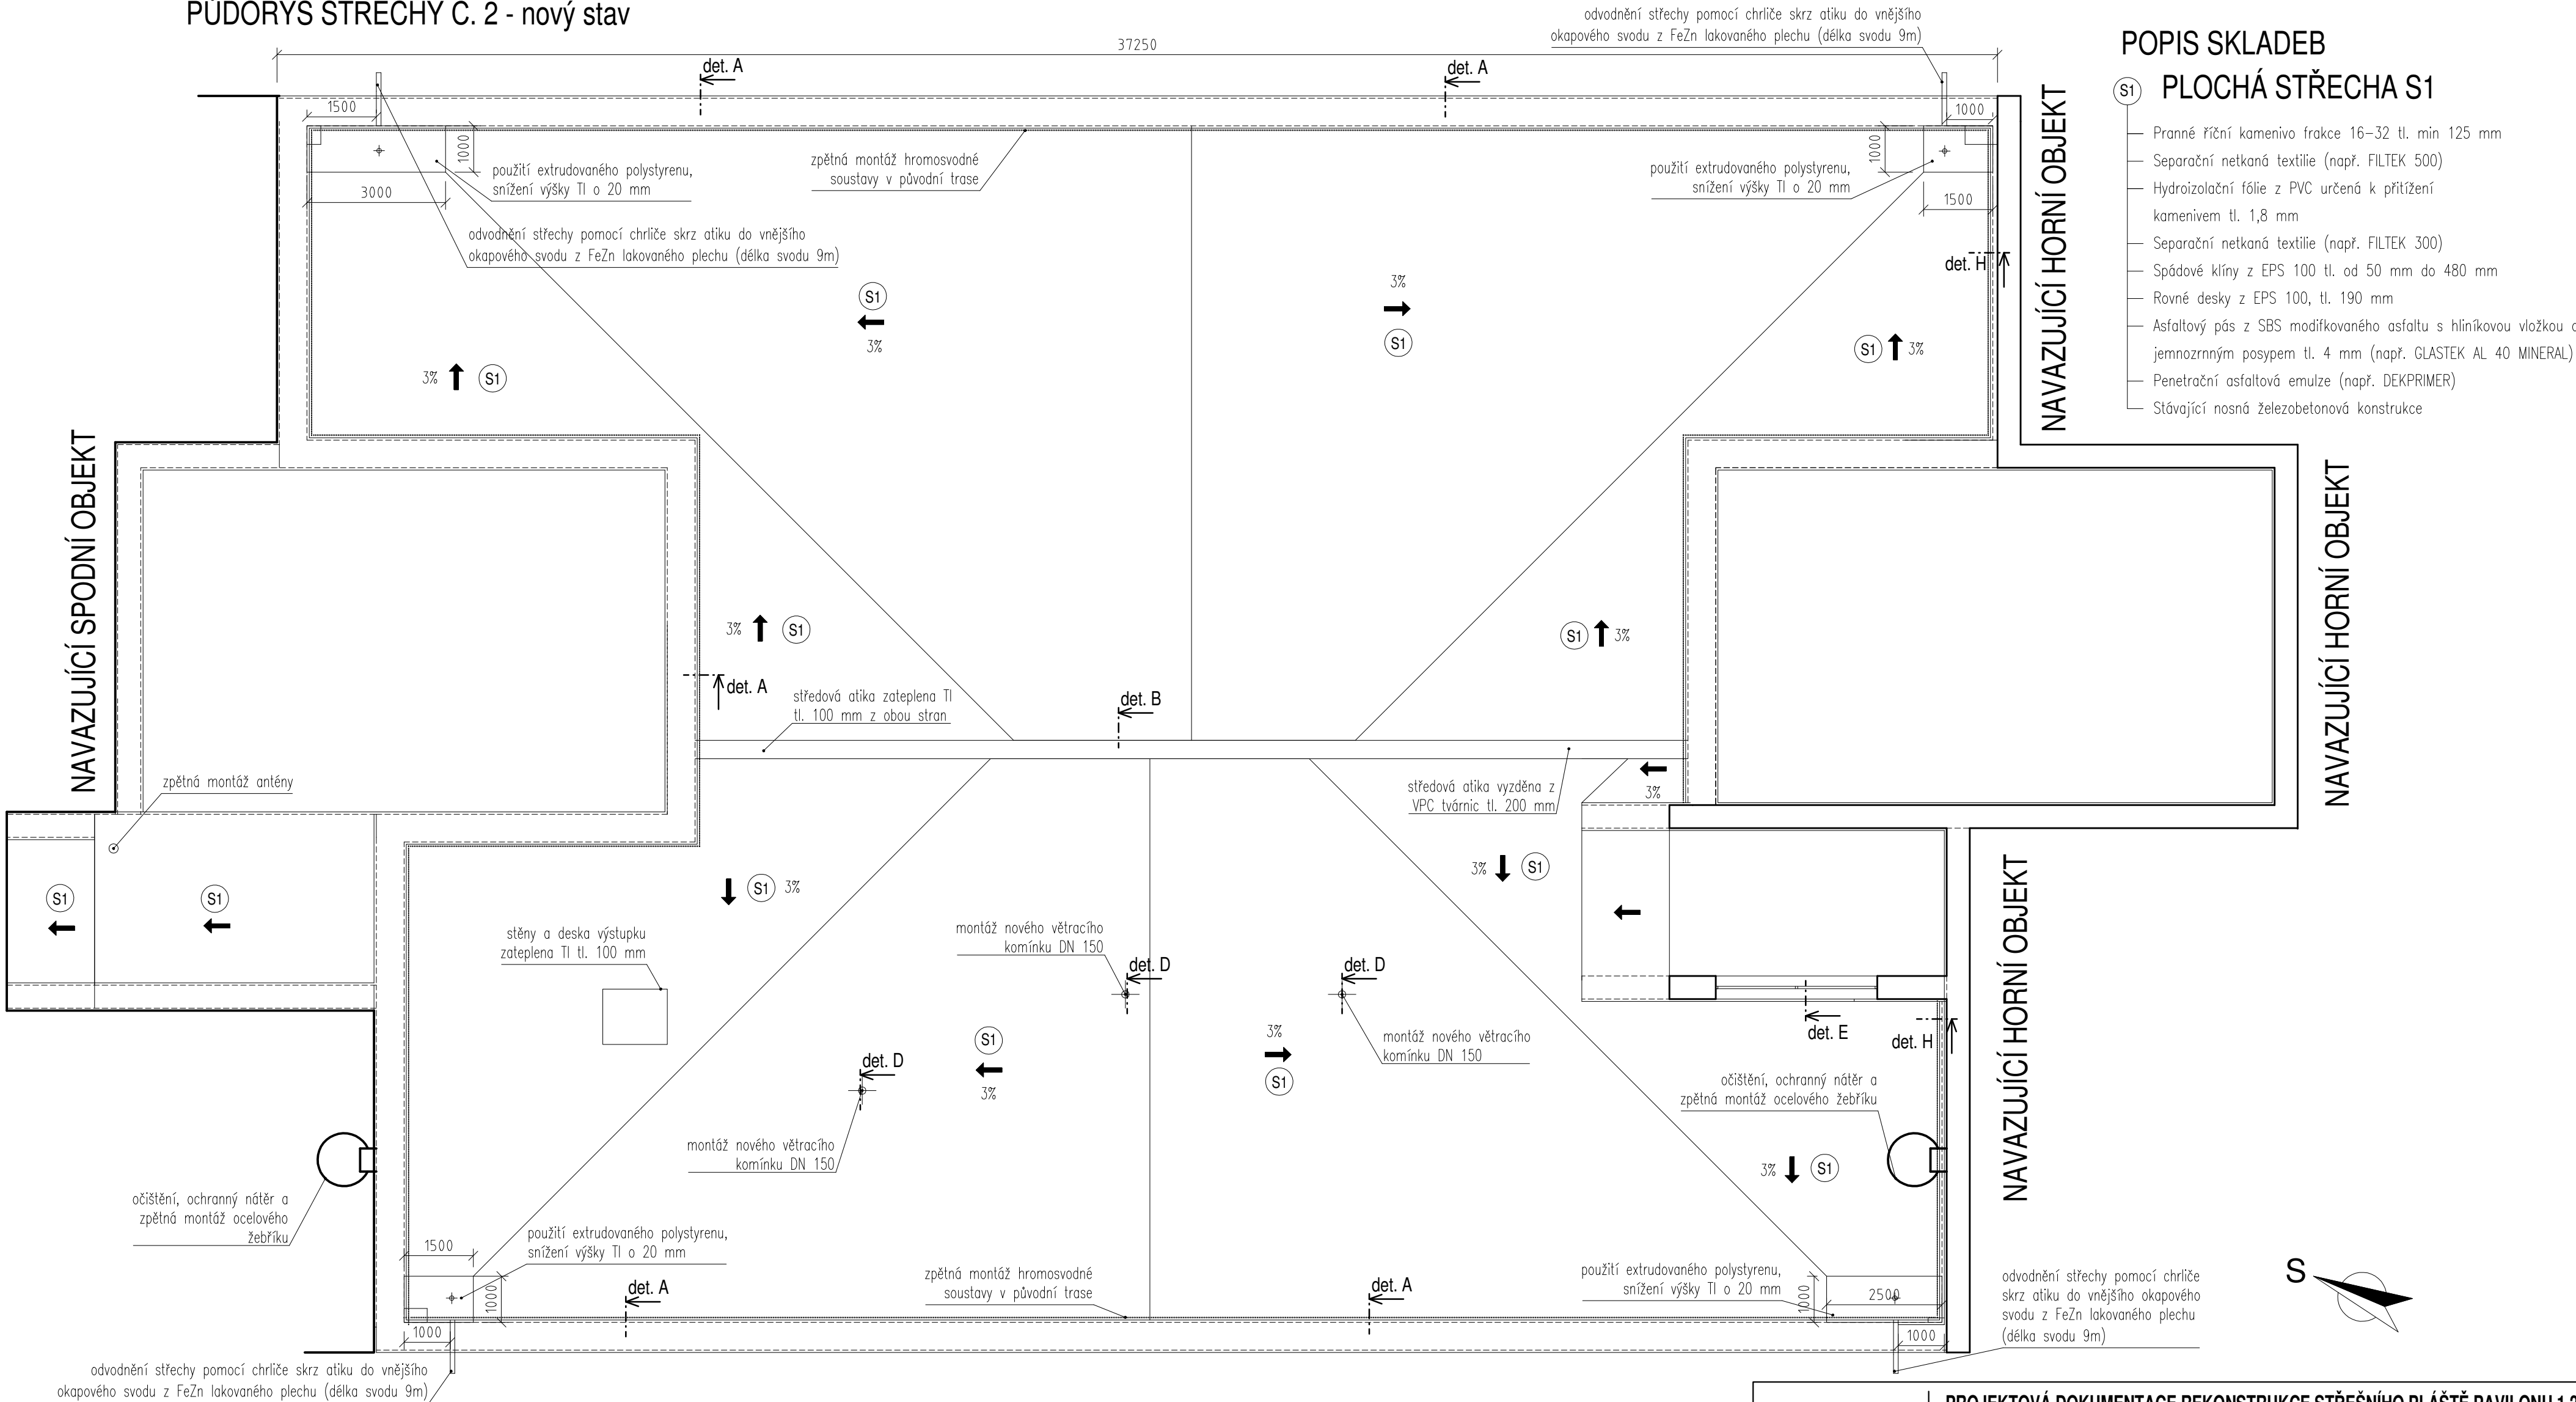 PŮDORYS STŘECHY Č. 2 - nový stav
37250
odvodnění střechy pomocí chrliče skrz atiku do vnějšího
okapového svodu z FeZn lakovaného plechu (délka svodu 9m)
POPIS SKLADEB
S1 PLOCHÁ STŘECHA S1
Pranné říční kamenivo frakce 16-32 tl. min 125 mm
Separační netkaná textilie (např. FILTEK 500)
Hydroizolační fólie z PVC určená k přitížení
kamenivem tl. 1,8 mm
Separační netkaná textilie (např. FILTEK 300)
Spádové klíny z EPS 100 tl. od 50 mm do 480 mm
Rovné desky z EPS 100, tl. 190 mm
Asfaltový pás z SBS modifkovaného asfaltu s hliníkovou vložkou
jemnozrnným posypem tl. 4 mm (např. GLASTEK AL 40 MINERAL)
Penetrační asfaltová emulze (např. DEKPRIMER)
Stávající nosná železobetonová konstrukce
det. A
det. A
1500
1000
3000
použití extrudovaného polystyrenu,
snížení výšky TI o 20 mm
zpětná montáž hromosvodné
soustavy v původní trase
použití extrudovaného polystyrenu,
snížení výšky TI o 20 mm
1000
1000
1500
odvodnění střechy pomocí chrliče skrz atiku do vnějšího
okapového svodu z FeZn lakovaného plechu (délka svodu 9m)
det. H
NAVAZUJÍCÍ HORNÍ OBJEKT
S1
3%
3%
S1
3%
S1
S1
3%
NAVAZUJÍCÍ SPODNÍ OBJEKT
NAVAZUJÍCÍ HORNÍ OBJEKT
3%
S1
S1
3%
det. A
středová atika zateplena TI
tl. 100 mm z obou stran
det. B
zpětná montáž antény
středová atika vyzděna z
VPC tvárnic tl. 200 mm
3%
S1
S1
S1
3%
3%
S1
stěny a deska výstupku
zateplena TI tl. 100 mm
montáž nového větracího
komínku DN 150
det. D
det. D
NAVAZUJÍCÍ HORNÍ OBJEKT
S1
3%
3%
S1
montáž nového větracího
komínku DN 150
det. E
det. H
det. D
montáž nového větracího
komínku DN 150
očištění, ochranný nátěr a
zpětná montáž ocelového žebříku
3%
S1
očištění, ochranný nátěr a
zpětná montáž ocelového
žebříku
1500
použití extrudovaného polystyrenu,
snížení výšky TI o 20 mm
1000
det. A
zpětná montáž hromosvodné
soustavy v původní trase
det. A
použití extrudovaného polystyrenu,
snížení výšky TI o 20 mm
1000
2500
odvodnění střechy pomocí chrliče
skrz atiku do vnějšího okapového
svodu z FeZn lakovaného plechu
(délka svodu 9m)
S
1000
1000
odvodnění střechy pomocí chrliče skrz atiku do vnějšího
okapového svodu z FeZn lakovaného plechu (délka svodu 9m)
PROJEKTOVÁ DOKUMENTACE REKONSTRUKCE STŘEŠNÍHO PLÁŠTĚ PAVILONU